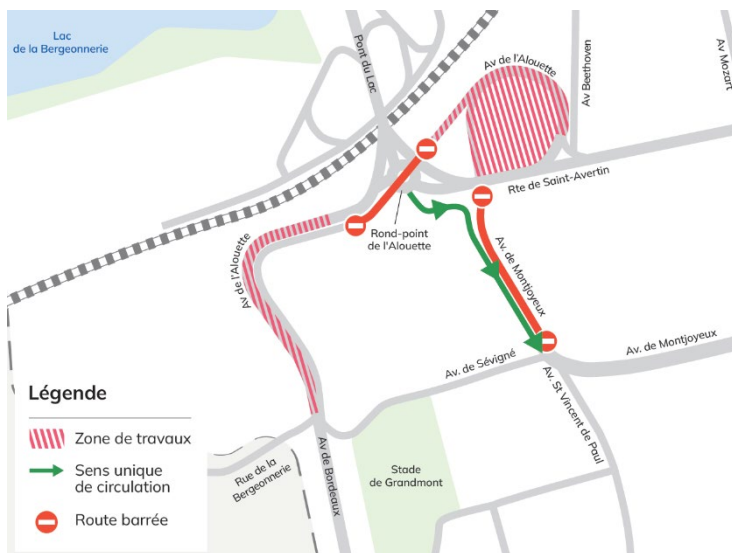 Lac
de la Bergeonnerie
Pont du Lac
Av de l'Alouette
Av Beethoven
Av Mozart
Rte de Saint-Avertin
Rond-point
de l'Alouette
Av de l'Alouette
Av. de Montjoyeux
Av. de Sévigné
Av. de Montjoyeux
Av. St Vincent de Paul
Av de Bordeaux
Rue de la
Bergeonnerie
Stade
de Grandmont
Légende
Zone de travaux
Sens unique
de circulation
Route barrée